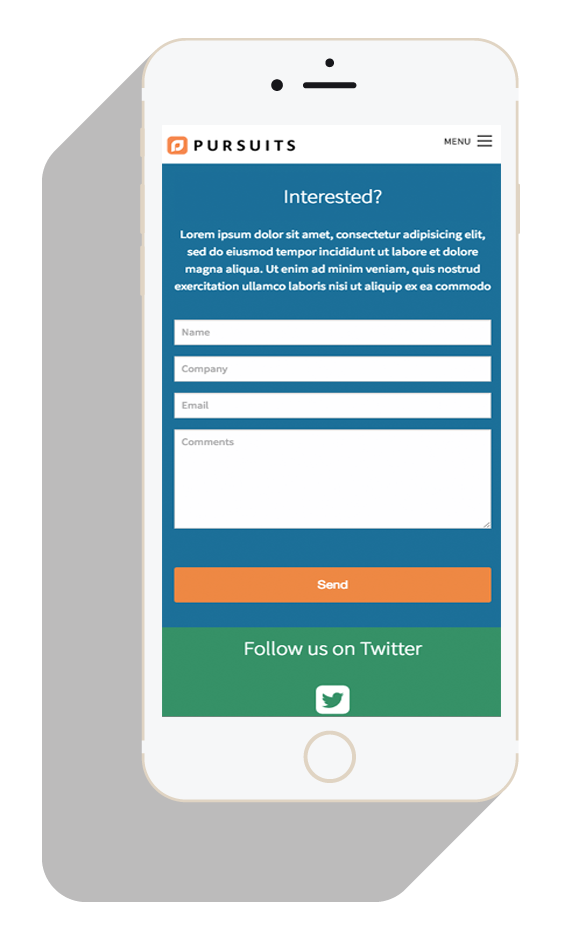 PURSUITS
MENU
Interested?
Lorem ipsum dolor sit amet, consectetur adipisicing elit,
sed do eiusmod tempor incididunt ut labore et dolore
magna aliqua. Ut enim ad minim veniam, quis nostrud
exercitation ullamco laboris nisi ut aliquip ex ea commodo
Name
Company
Email
Comments
Send
Follow us on Twitter